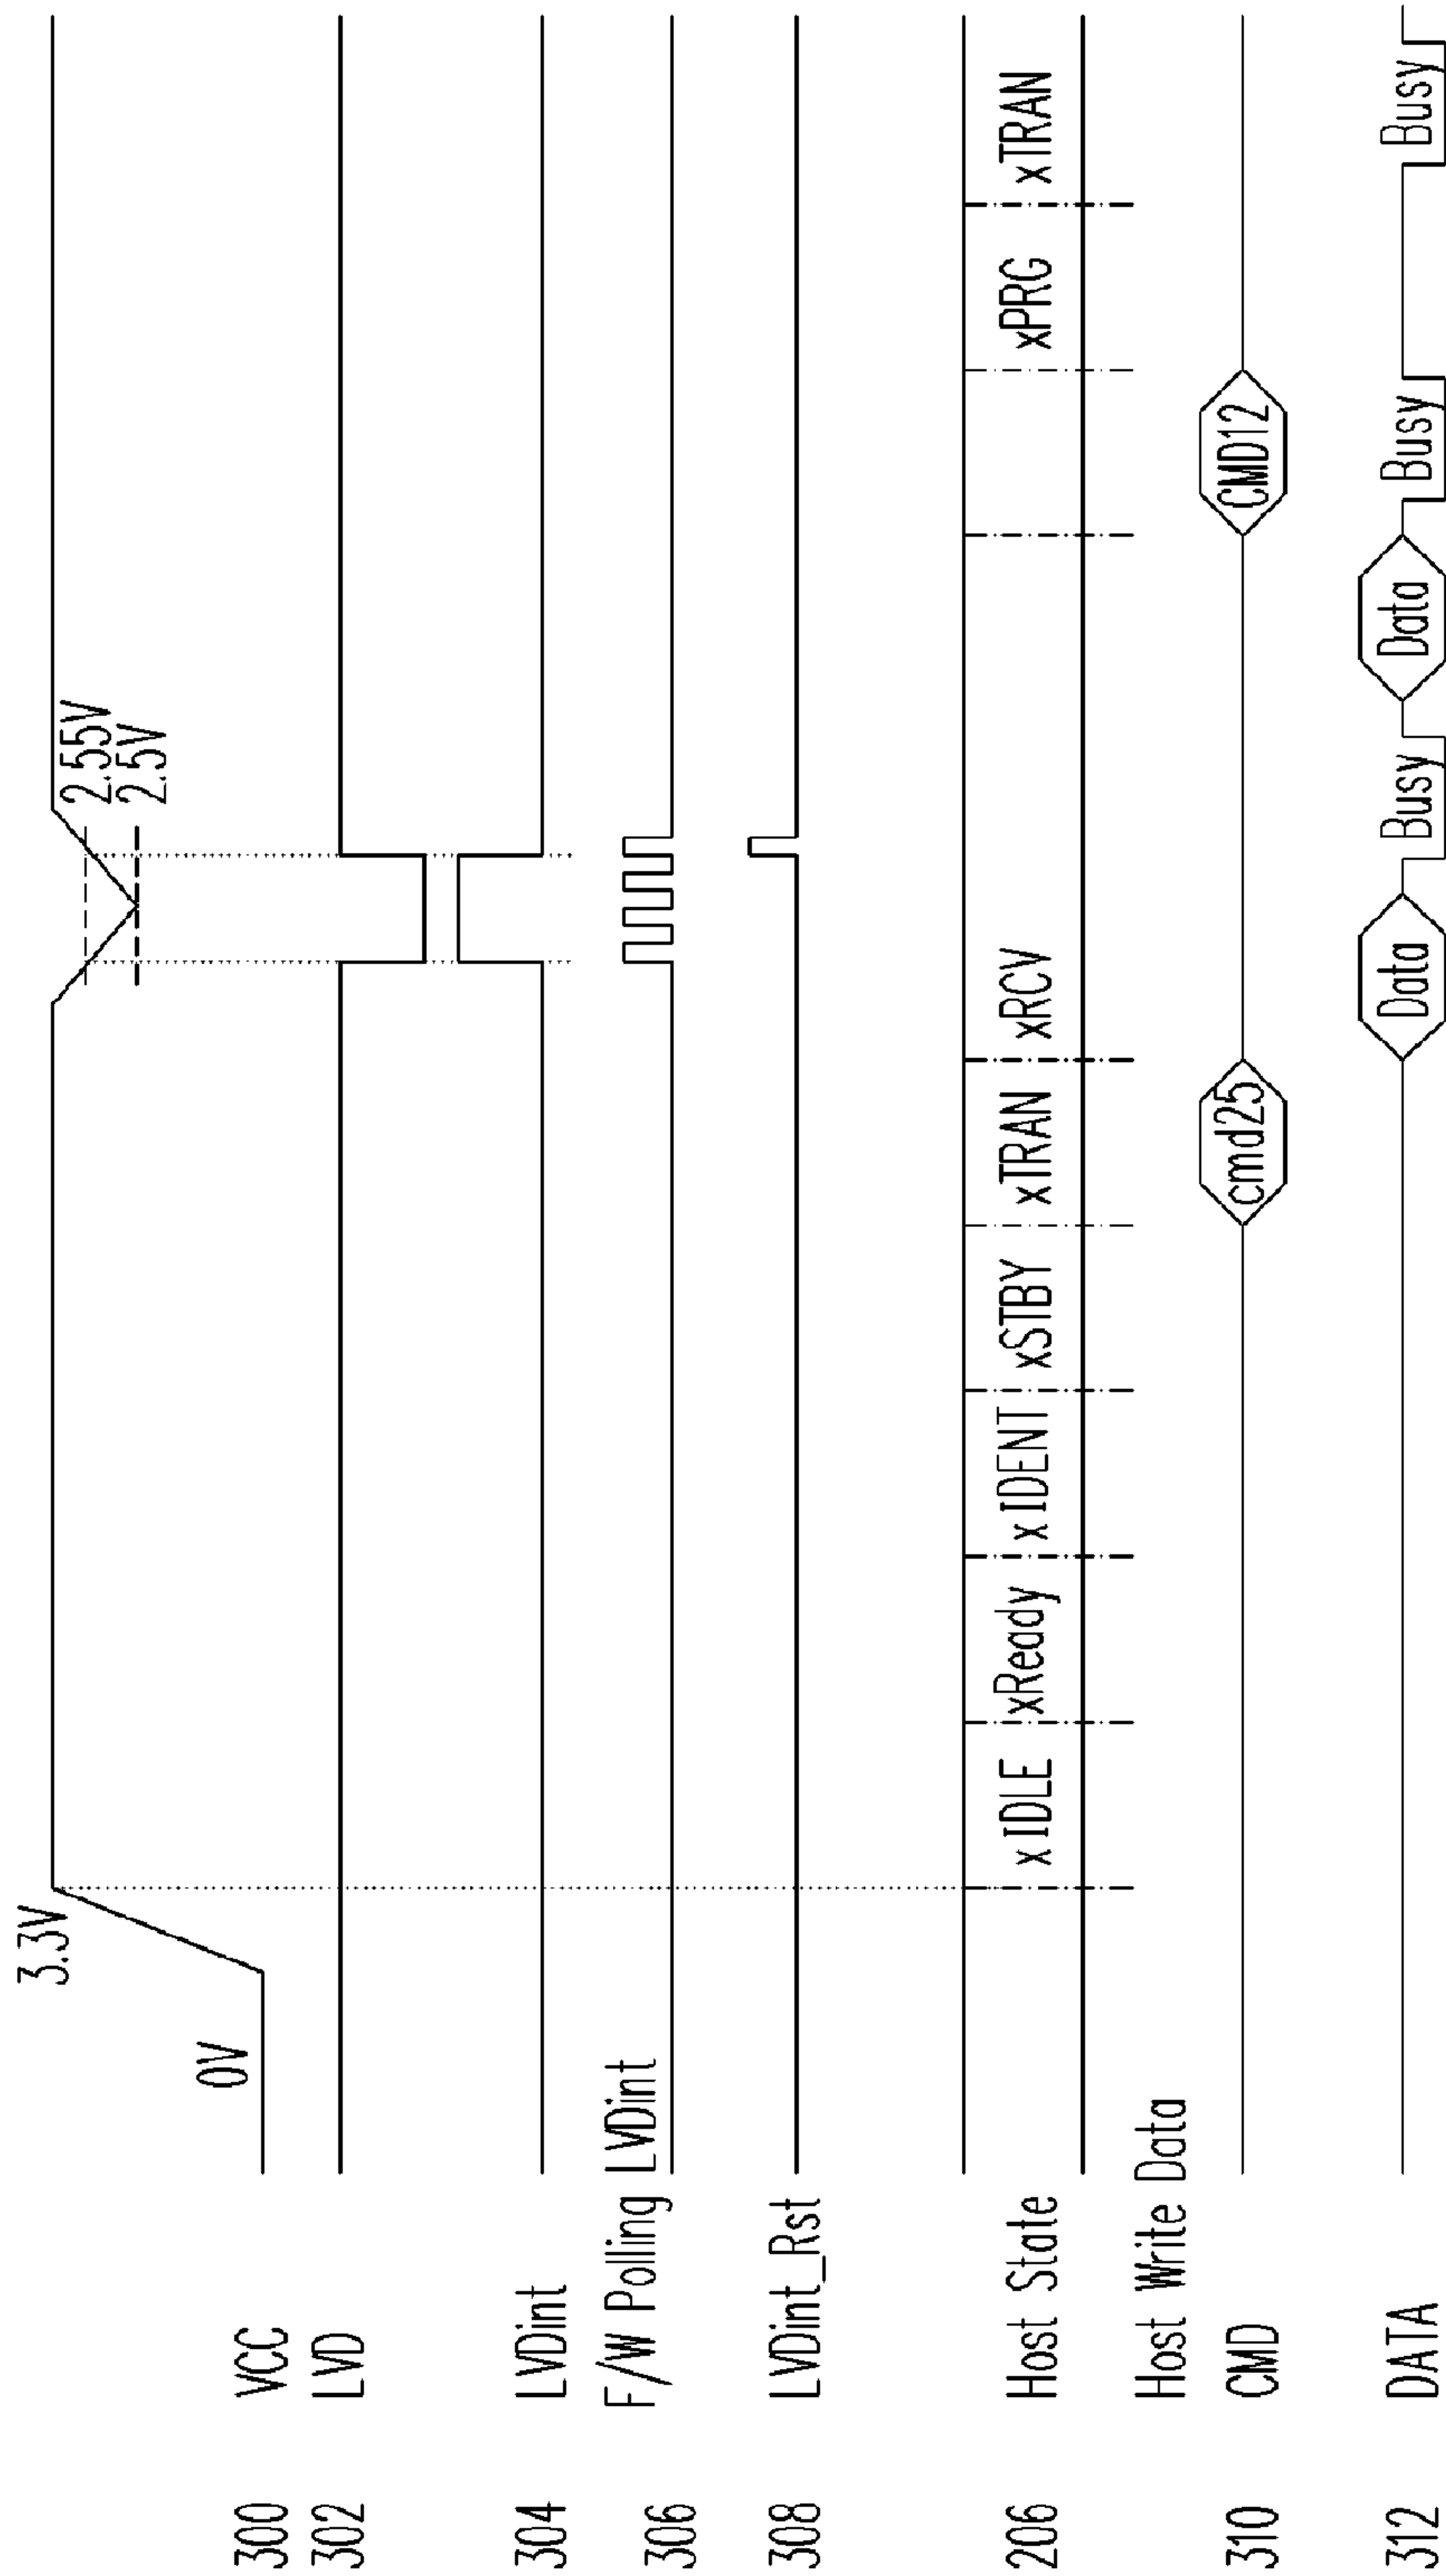 3.3V
2.55V
2.5V
0V
300 VCC
302 LVD
304 LVDint
F/W Polling LVDint
306
308 LVDint_Rst
206 Host State xIDLE xReady xIDENT xSTBY xTRAN xRCV xPRG xTRAN
Host Write Data
310 CMD cmd25 CMD12
312 DATA Data Busy Data Busy Busy